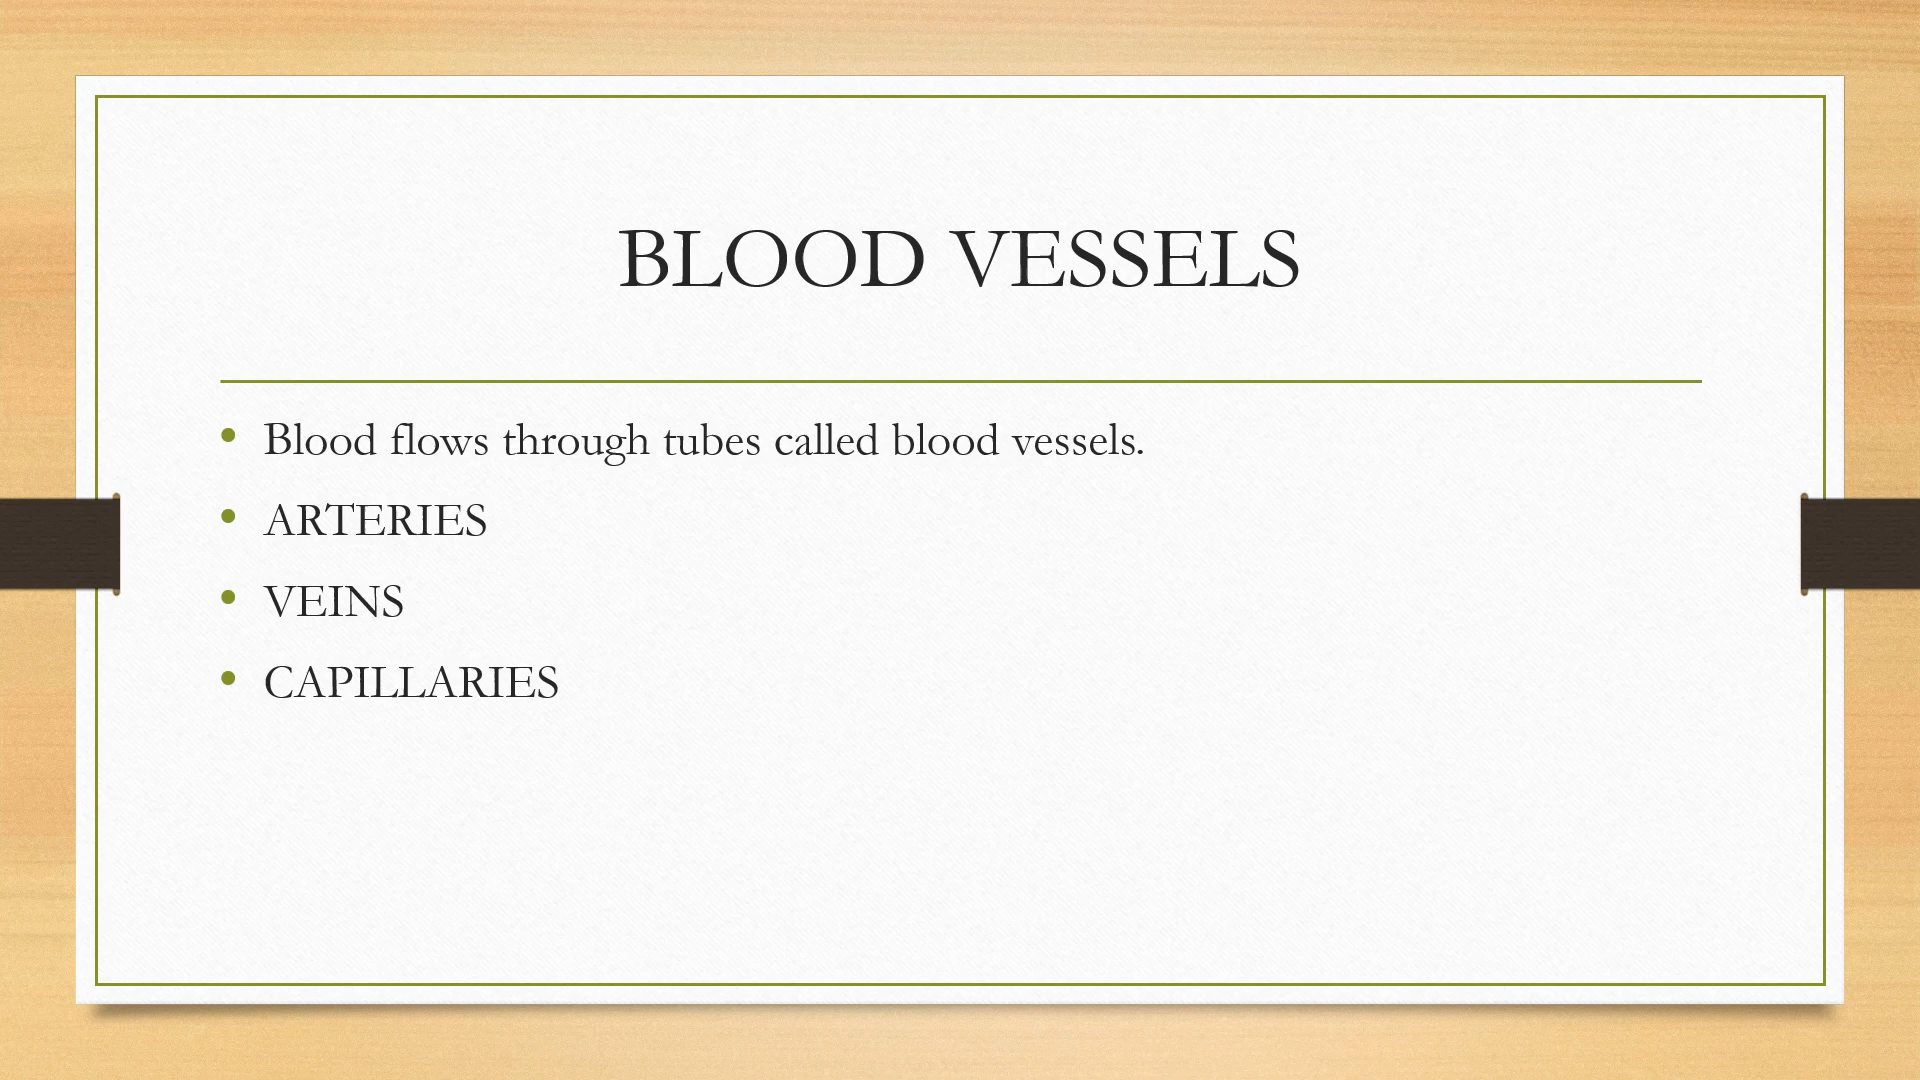 BLOOD VESSELS
• Blood flows through tubes called blood vessels.
• ARTERIES
• VEINS
• CAPILLARIES